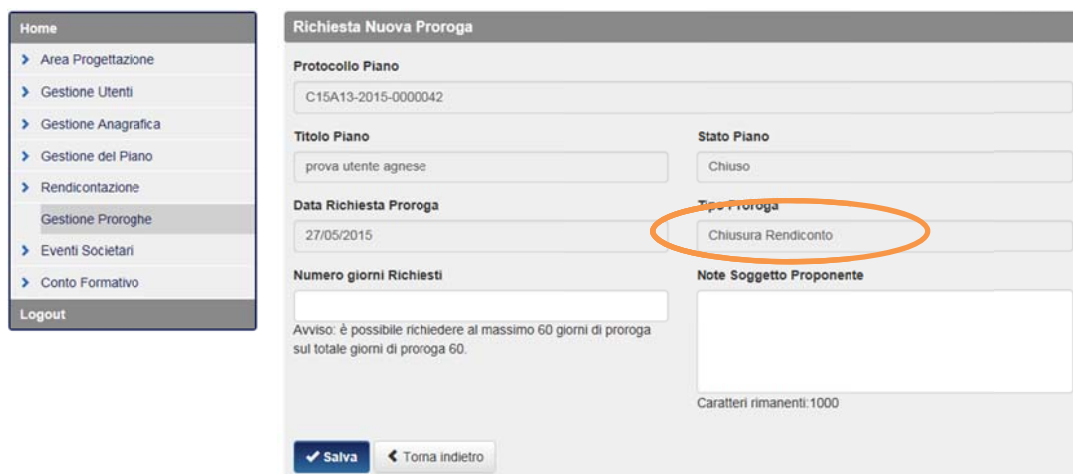 Home
Area Progettazione
Gestione Utenti
Gestione Anagrafica
Gestione del Piano
Rendicontazione
Gestione Proroghe
Eventi Societari
Conto Formativo
Logout
Richiesta Nuova Proroga
Protocollo Piano
C15A13-2015-0000042
Titolo Piano
Stato Piano
prova utente agnese
Chiuso
Data Richiesta Proroga
Tipo Proroga
27/05/2015
Chiusura Rendiconto
Numero giorni Richiesti
Note Soggetto Proponente
Avviso: è possibile richiedere al massimo 60 giorni di proroga
sul totale giorni di proroga 60.
Caratteri rimanenti:1000
Salva
Torna indietro